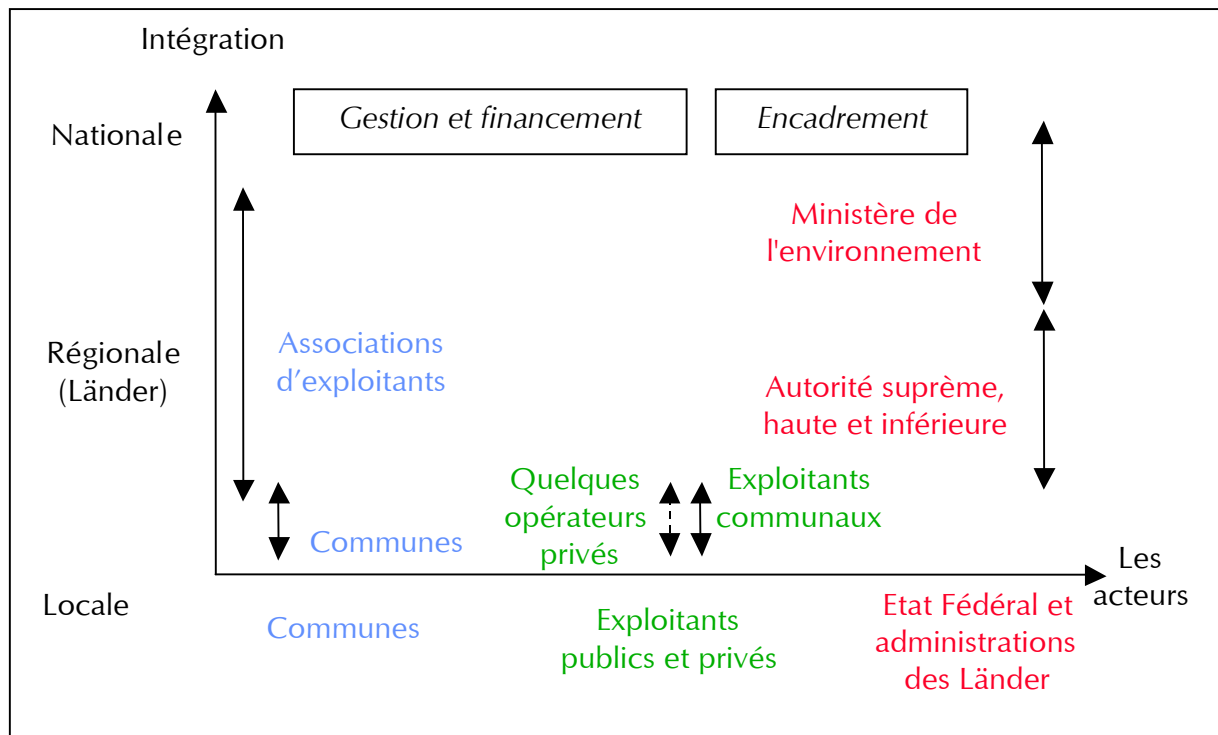 Intégration
Nationale
Gestion et financement
Encadrement
Ministère de
l'environnement
Régionale
(Länder)
Associations
d’exploitants
Autorité suprême,
haute et inférieure
Quelques
opérateurs
privés
Exploitants
communaux
Communes
Les
acteurs
Locale
Communes
Exploitants
publics et privés
Etat Fédéral et
administrations
des Länder